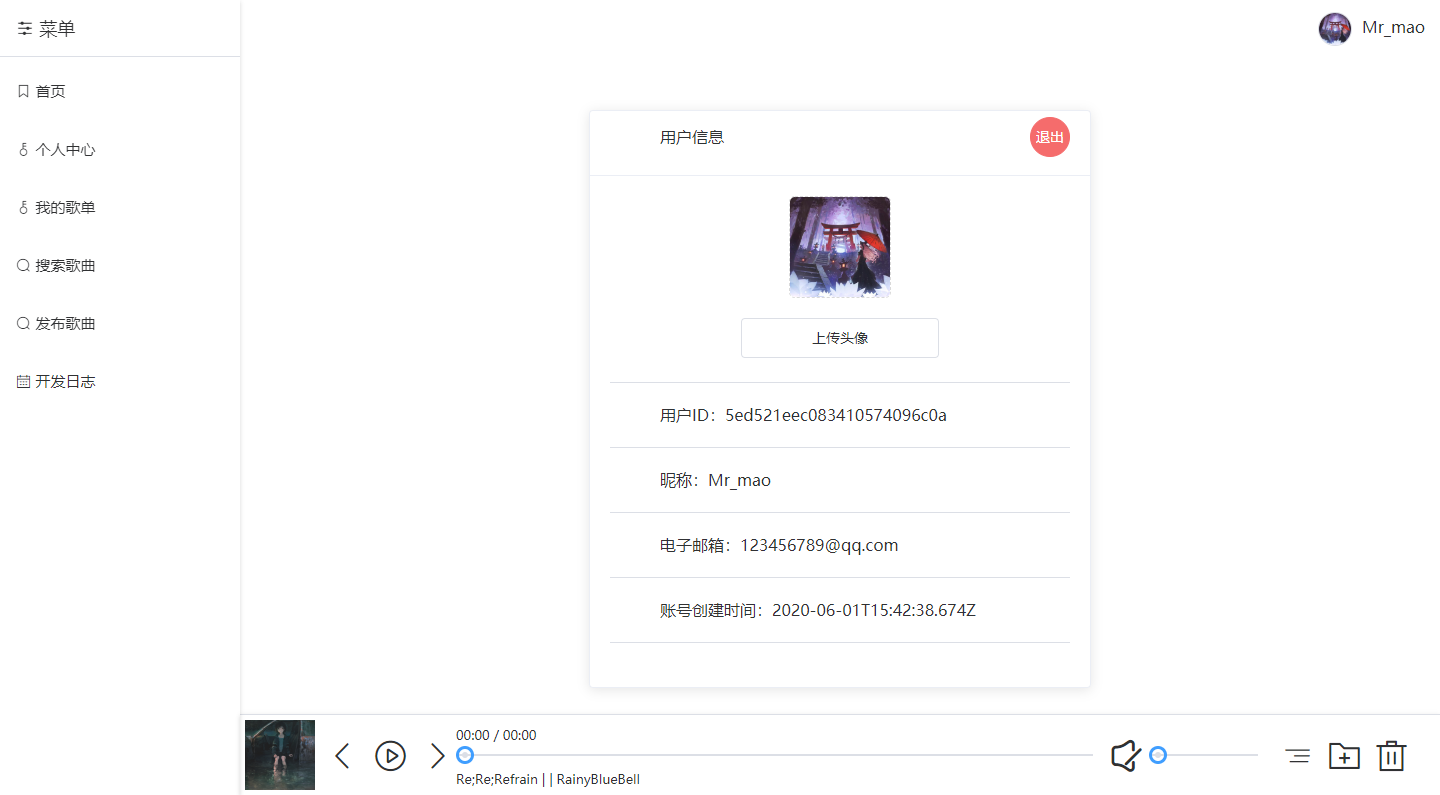 菜单
Mr_mao
首页
个人中心
我的歌单
搜索歌曲
发布歌曲
开发日志
用户信息
退出
上传头像
用户ID：5ed521eec083410574096c0a
昵称：Mr_mao
电子邮箱：123456789@qq.com
账号创建时间：2020-06-01T15:42:38.674Z
00:00 / 00:00
Re;Re;Refrain | | RainyBlueBell